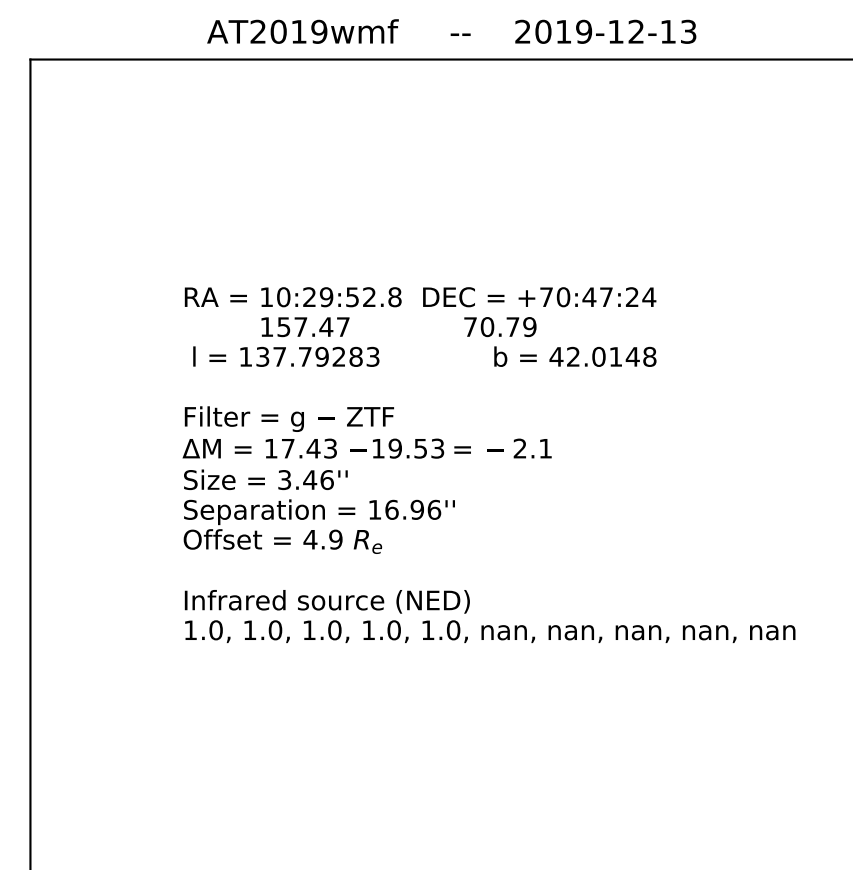 AT2019wmf -- 2019-12-13
RA = 10:29:52.8 DEC = +70:47:24
157.47 70.79
l = 137.79283 b = 42.0148
Filter = g − ZTF
ΔM = 17.43 −19.53 = − 2.1
Size = 3.46''
Separation = 16.96''
Offset = 4.9 Rₑ
Infrared source (NED)
1.0, 1.0, 1.0, 1.0, 1.0, nan, nan, nan, nan, nan